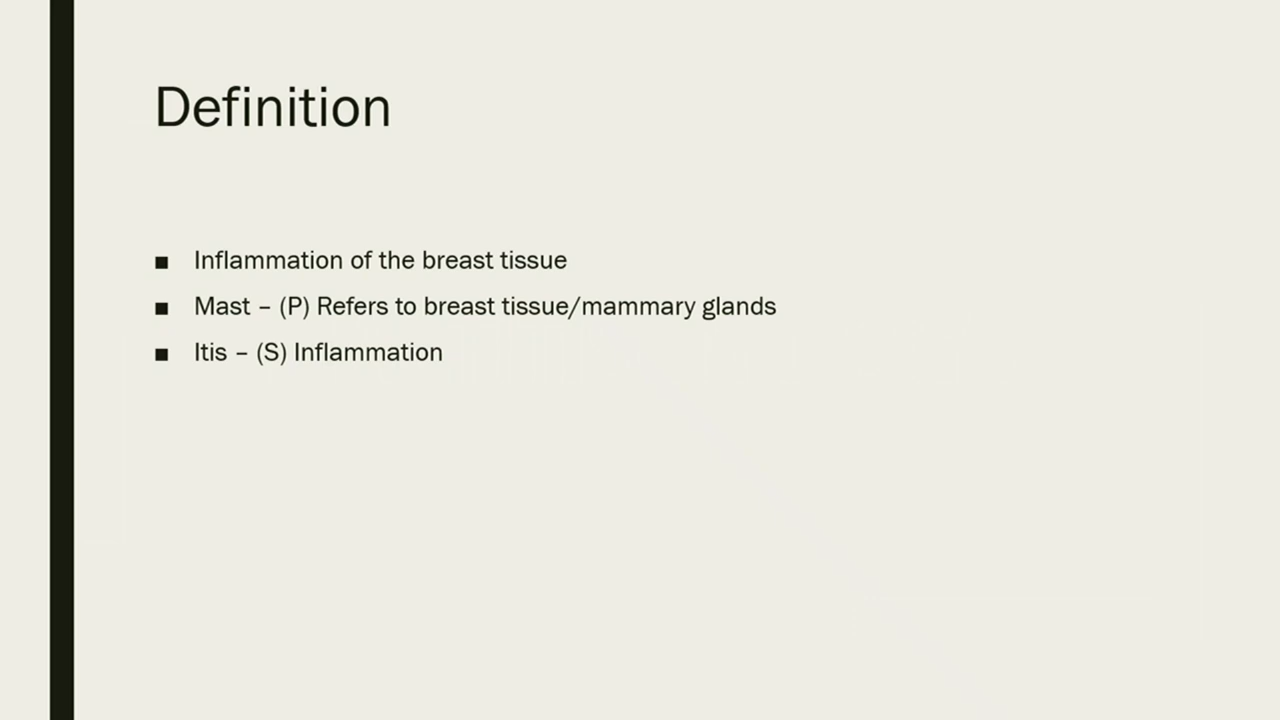 Definition
■ Inflammation of the breast tissue
■ Mast – (P) Refers to breast tissue/mammary glands
■ Itis – (S) Inflammation